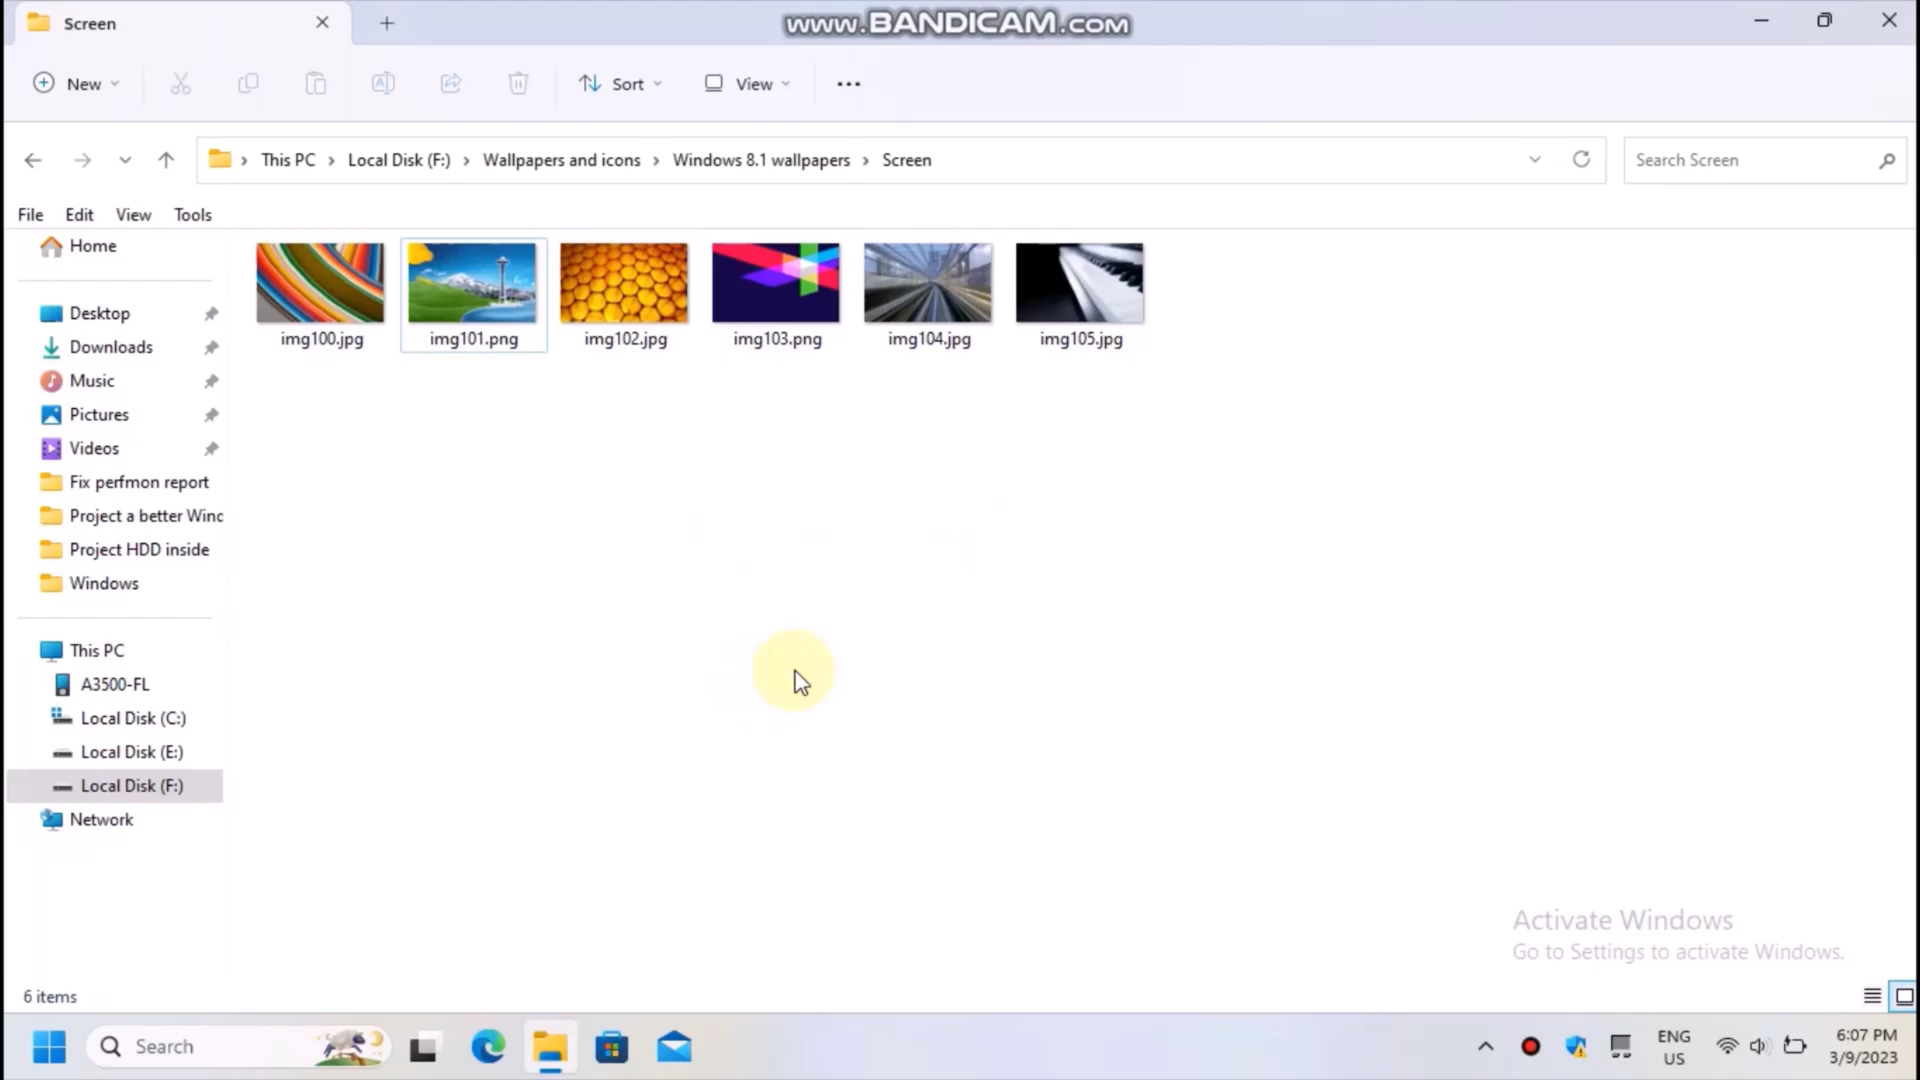 Screen
www.BANDICAM.com
New
Sort
View
This PC
Local Disk (F:)
Wallpapers and icons
Windows 8.1 wallpapers
Screen
Search Screen
File
Edit
View
Tools
Home
Desktop
Downloads
Music
Pictures
Videos
Fix perfmon report
Project a better Winc
Project HDD inside
Windows
This PC
A3500-FL
Local Disk (C:)
Local Disk (E:)
Local Disk (F:)
Network
img100.jpg
img101.png
img102.jpg
img103.png
img104.jpg
img105.jpg
Activate Windows
Go to Settings to activate Windows.
6 items
Search
ENG
US
6:07 PM
3/9/2023